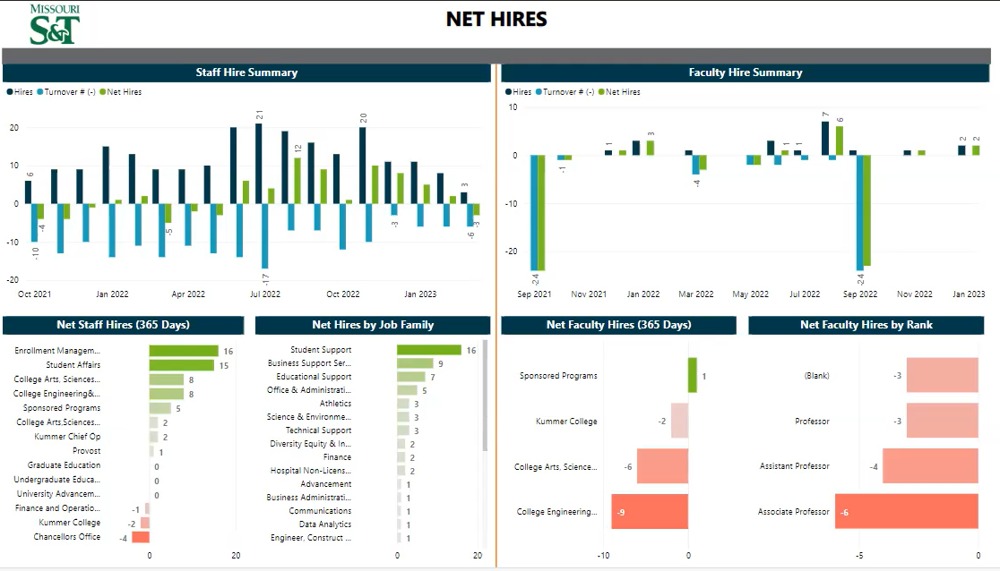 MISSOURI
S&T
NET HIRES
Staff Hire Summary
Hires Turnover # (-) Net Hires
20
10
0
-10
-20
6
-10
-4
-5
21
-17
12
20
-3
3
-6
-3
Oct 2021 Jan 2022 Apr 2022 Jul 2022 Oct 2022 Jan 2023
Faculty Hire Summary
Hires Turnover # (-) Net Hires
10
0
-10
-20
-24
-1
1
3
-4
1
1
7
6
-24
2
2
Sep 2021 Nov 2021 Jan 2022 Mar 2022 May 2022 Jul 2022 Sep 2022 Nov 2022 Jan 2023
Net Staff Hires (365 Days)
Enrollment Managem... 16
Student Affairs 15
College Arts, Sciences... 8
College Engineering&... 8
Sponsored Programs 5
College Arts,Sciences... 2
Kummer Chief Op 2
Provost 1
Graduate Education 0
Undergraduate Educa... 0
University Advancem... 0
Finance and Operatio... -1
Kummer College -2
Chancellors Office -4
0 20
Net Hires by Job Family
Student Support 16
Business Support Ser... 9
Educational Support 7
Office & Administrati... 5
Athletics 3
Science & Environme... 3
Technical Support 3
Diversity Equity & In... 2
Finance 2
Hospital Non-Licens... 2
Advancement 1
Business Administrati... 1
Communications 1
Data Analytics 1
Engineer, Construct ... 1
0 20
Net Faculty Hires (365 Days)
Sponsored Programs 1
Kummer College -2
College Arts, Science... -6
College Engineering... -9
-10 0
Net Faculty Hires by Rank
(Blank) -3
Professor -3
Assistant Professor -4
Associate Professor -6
-5 0